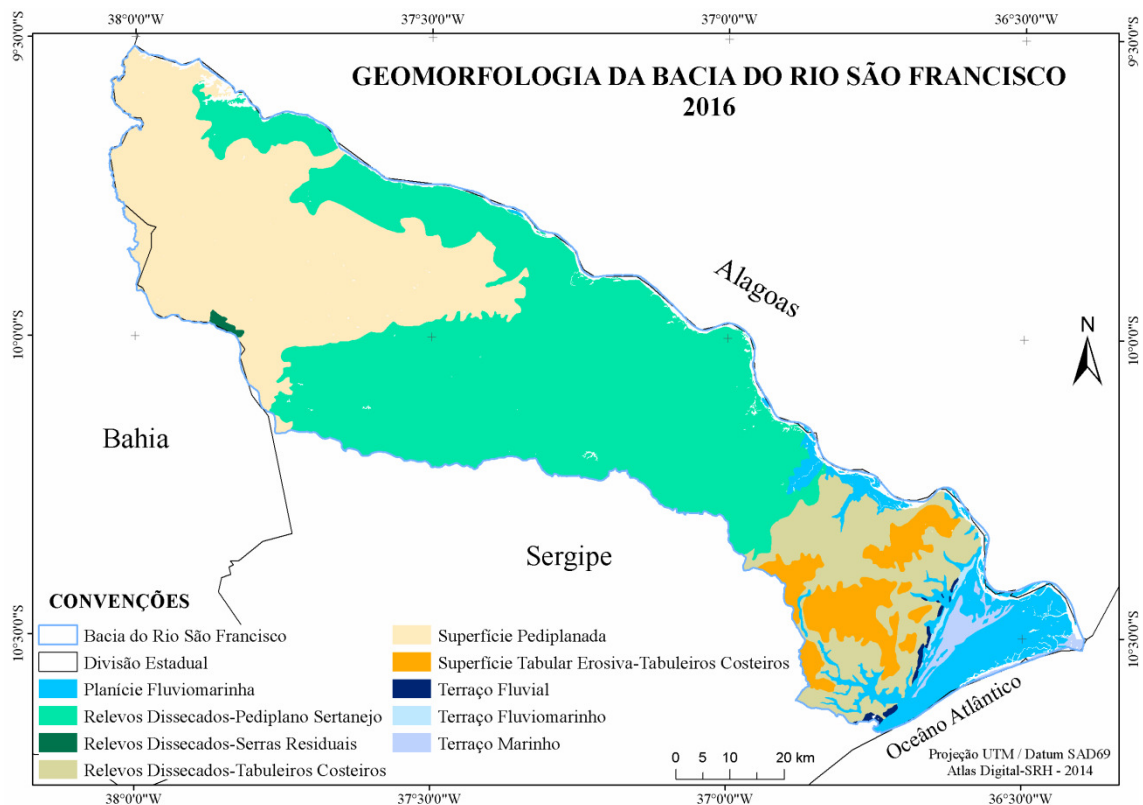 38°00'0"W 37°30'0"W 37°00'0"W 36°30'0"W
9°30'0"S 9°30'0"S
GEOMORFOLOGIA DA BACIA DO RIO SÃO FRANCISCO
2016
Alagoas
N
10°0'0"S 10°0'0"S
Bahia
Sergipe
CONVENÇÕES
Bacia do Rio São Francisco
Divisão Estadual
Planície Fluviomarinha
Relevos Dissecados-Pediplano Sertanejo
Relevos Dissecados-Serras Residuais
Relevos Dissecados-Tabuleiros Costeiros
Superfície Pediplanada
Superfície Tabular Erosiva-Tabuleiros Costeiros
Terraço Fluvial
Terraço Fluviomarinho
Terraço Marinho
10°30'0"S 10°30'0"S
Oceâno Atlântico
0 5 10 20 km
Projeção UTM / Datum SAD69
Atlas Digital-SRH - 2014
38°00'0"W 37°30'0"W 37°00'0"W 36°30'0"W